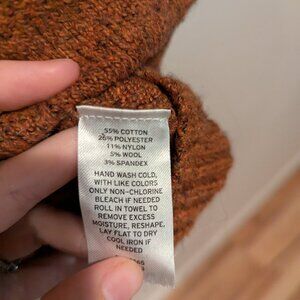 55% COTTON
26% POLYESTER
11% NYLON
5% WOOL
3% SPANDEX
HAND WASH COLD,
WITH LIKE COLORS
ONLY NON-CHLORINE
BLEACH IF NEEDED
ROLL IN TOWEL TO
REMOVE EXCESS
MOISTURE, RESHAPE,
LAY FLAT TO DRY
COOL IRON IF
NEEDED